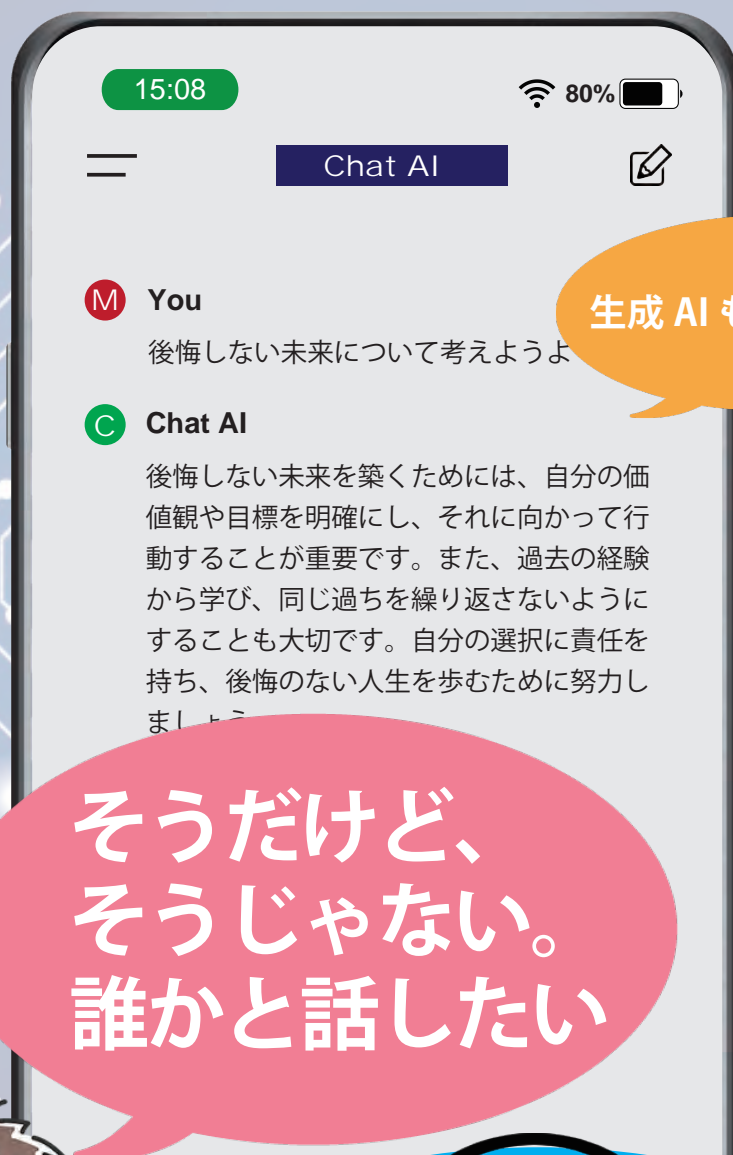 15:08
80%
Chat AI
M
You
生成 AI
後悔しない未来について考えようよ
C
Chat AI
後悔しない未来を築くためには、自分の価
値観や目標を明確にし、それに向かって行
動することが重要です。また、過去の経験
から学び、同じ過ちを繰り返さないように
することも大切です。自分の選択に責任を
持ち、後悔のない人生を歩むために努力し
ましょう
そうだけど、
そうじゃない。
誰かと話したい